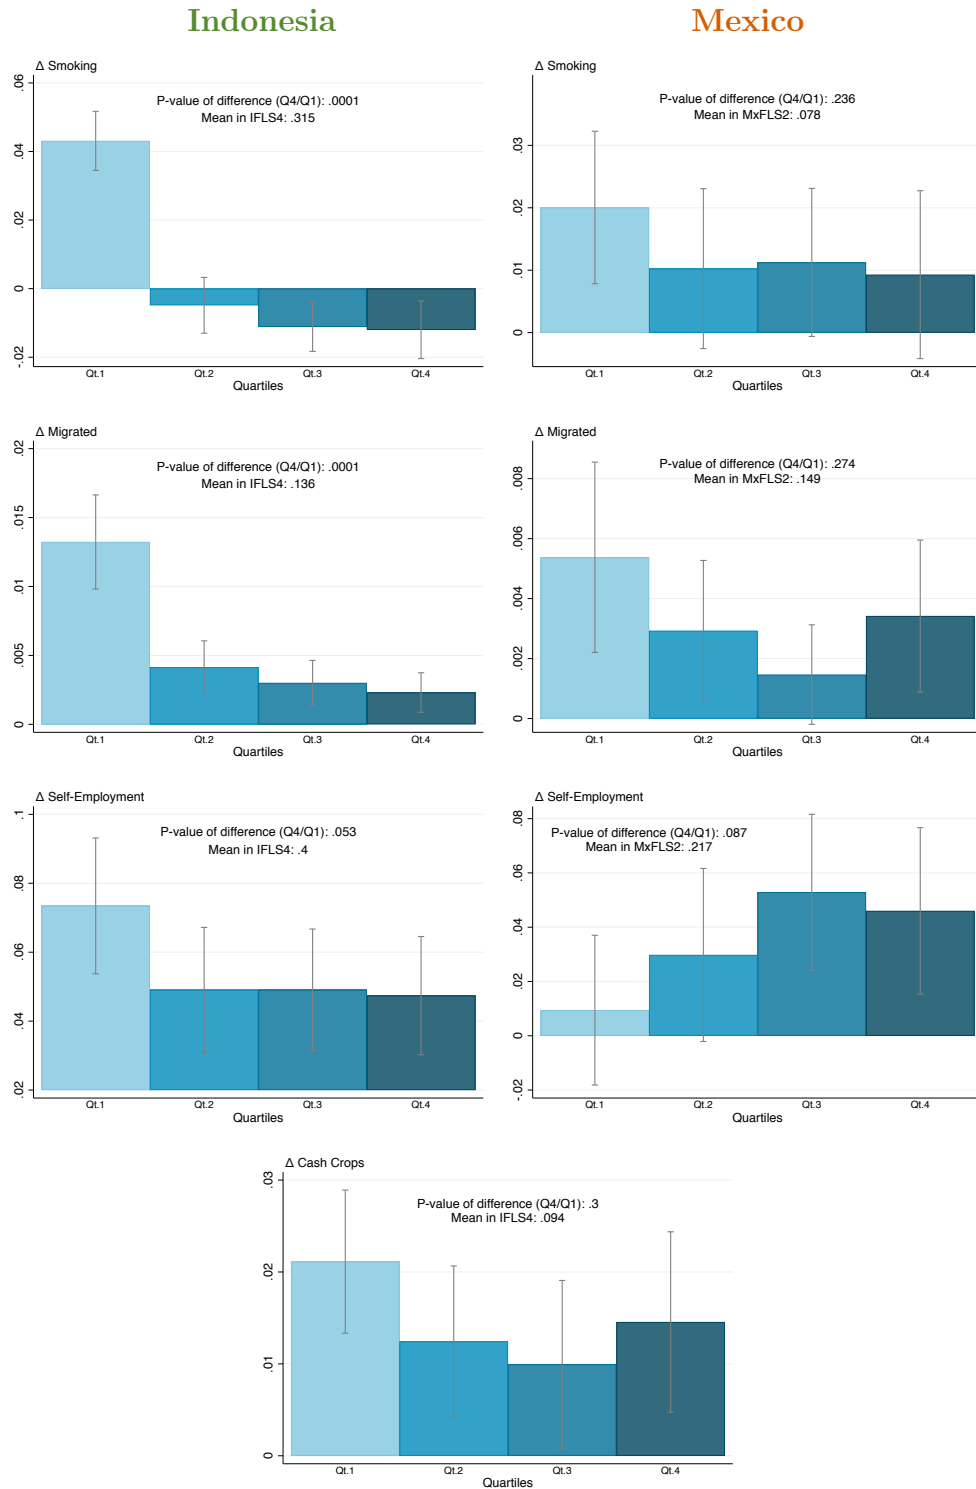 Indonesia
Mexico
Δ Smoking
P-value of difference (Q4/Q1): .0001
Mean in IFLS4: .315
.06
.04
.02
0
-.02
Qt.1 Qt.2 Qt.3 Qt.4
Quartiles
Δ Smoking
P-value of difference (Q4/Q1): .236
Mean in MxFLS2: .078
.03
.02
.01
0
Qt.1 Qt.2 Qt.3 Qt.4
Quartiles
Δ Migrated
P-value of difference (Q4/Q1): .0001
Mean in IFLS4: .136
.02
.015
.01
.005
0
Qt.1 Qt.2 Qt.3 Qt.4
Quartiles
Δ Migrated
P-value of difference (Q4/Q1): .274
Mean in MxFLS2: .149
.008
.006
.004
.002
0
Qt.1 Qt.2 Qt.3 Qt.4
Quartiles
Δ Self-Employment
P-value of difference (Q4/Q1): .053
Mean in IFLS4: .4
.1
.08
.06
.04
.02
Qt.1 Qt.2 Qt.3 Qt.4
Quartiles
Δ Self-Employment
P-value of difference (Q4/Q1): .087
Mean in MxFLS2: .217
.08
.06
.04
.02
0
-.02
Qt.1 Qt.2 Qt.3 Qt.4
Quartiles
Δ Cash Crops
P-value of difference (Q4/Q1): .3
Mean in IFLS4: .094
.03
.02
.01
0
Qt.1 Qt.2 Qt.3 Qt.4
Quartiles